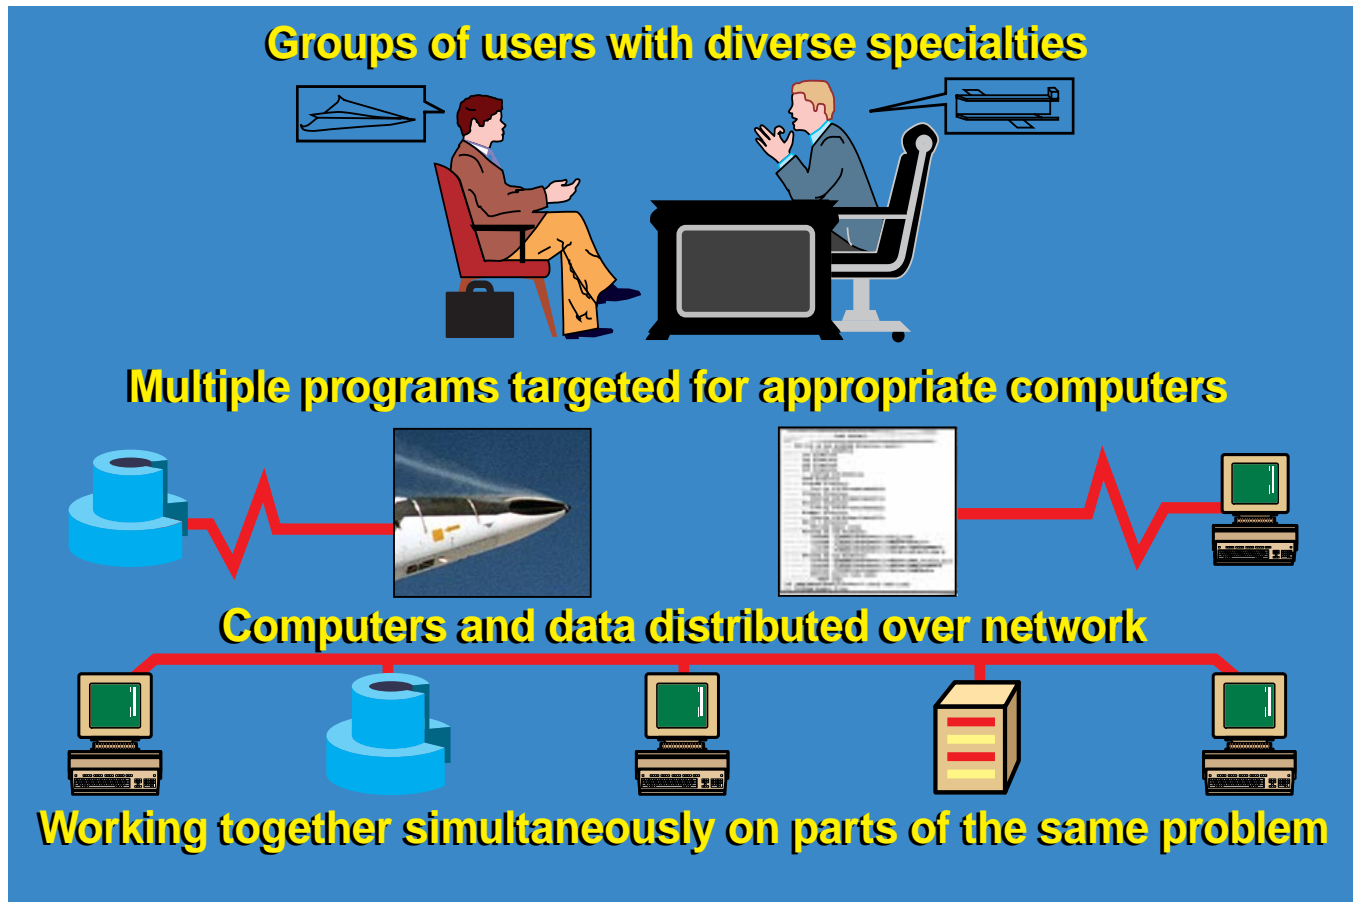 Groups of users with diverse specialties
Multiple programs targeted for appropriate computers
Computers and data distributed over network
Working together simultaneously on parts of the same problem